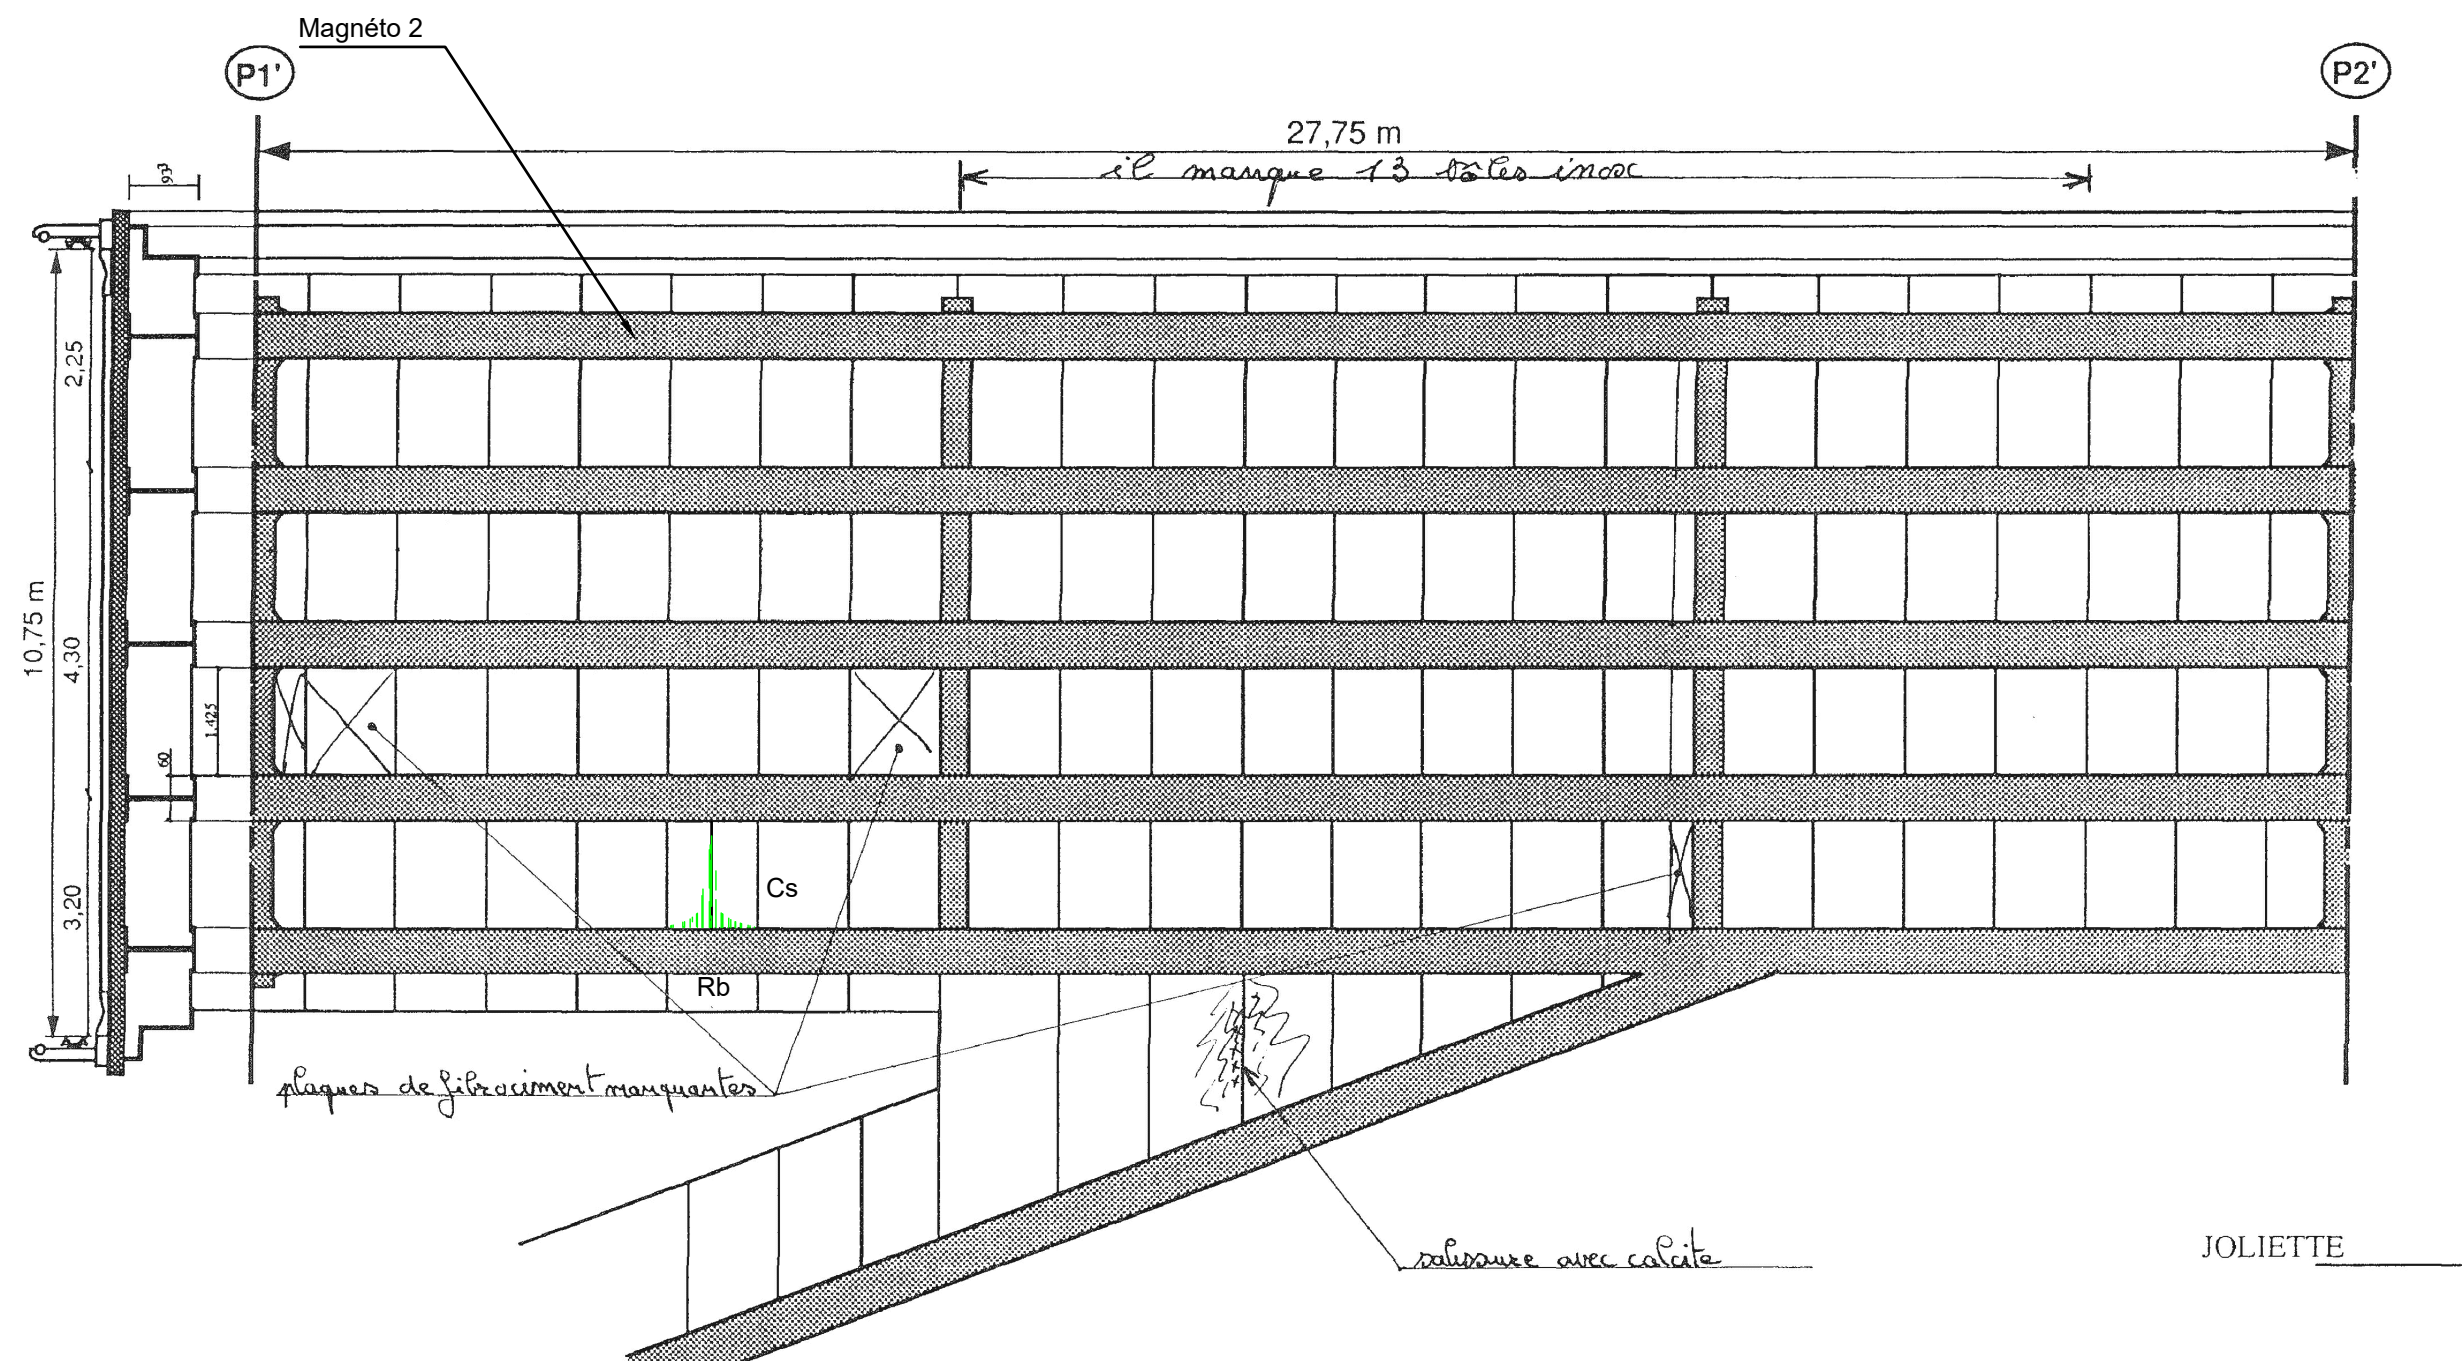 Magnéto 2
P1'
P2'
27,75 m
il manque 13 tôles inox
93³
2,25
10,75 m
4,30
1.425
60
3,20
Cs
Rb
plaques de fibrociment manquantes
salissure avec calcite
JOLIETTE